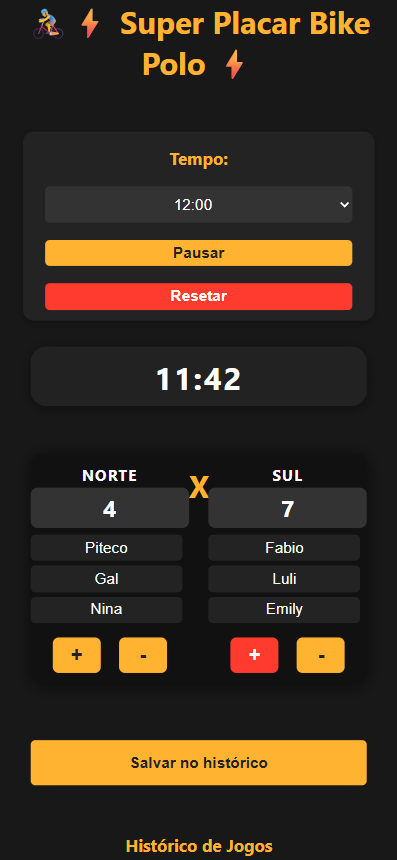 🚴⚡ Super Placar Bike
Polo ⚡
Tempo:
12:00
Pausar
Resetar
11:42
NORTE X SUL
4 7
Piteco Fabio
Gal Luli
Nina Emily
+ - + -
Salvar no histórico
Histórico de Jogos